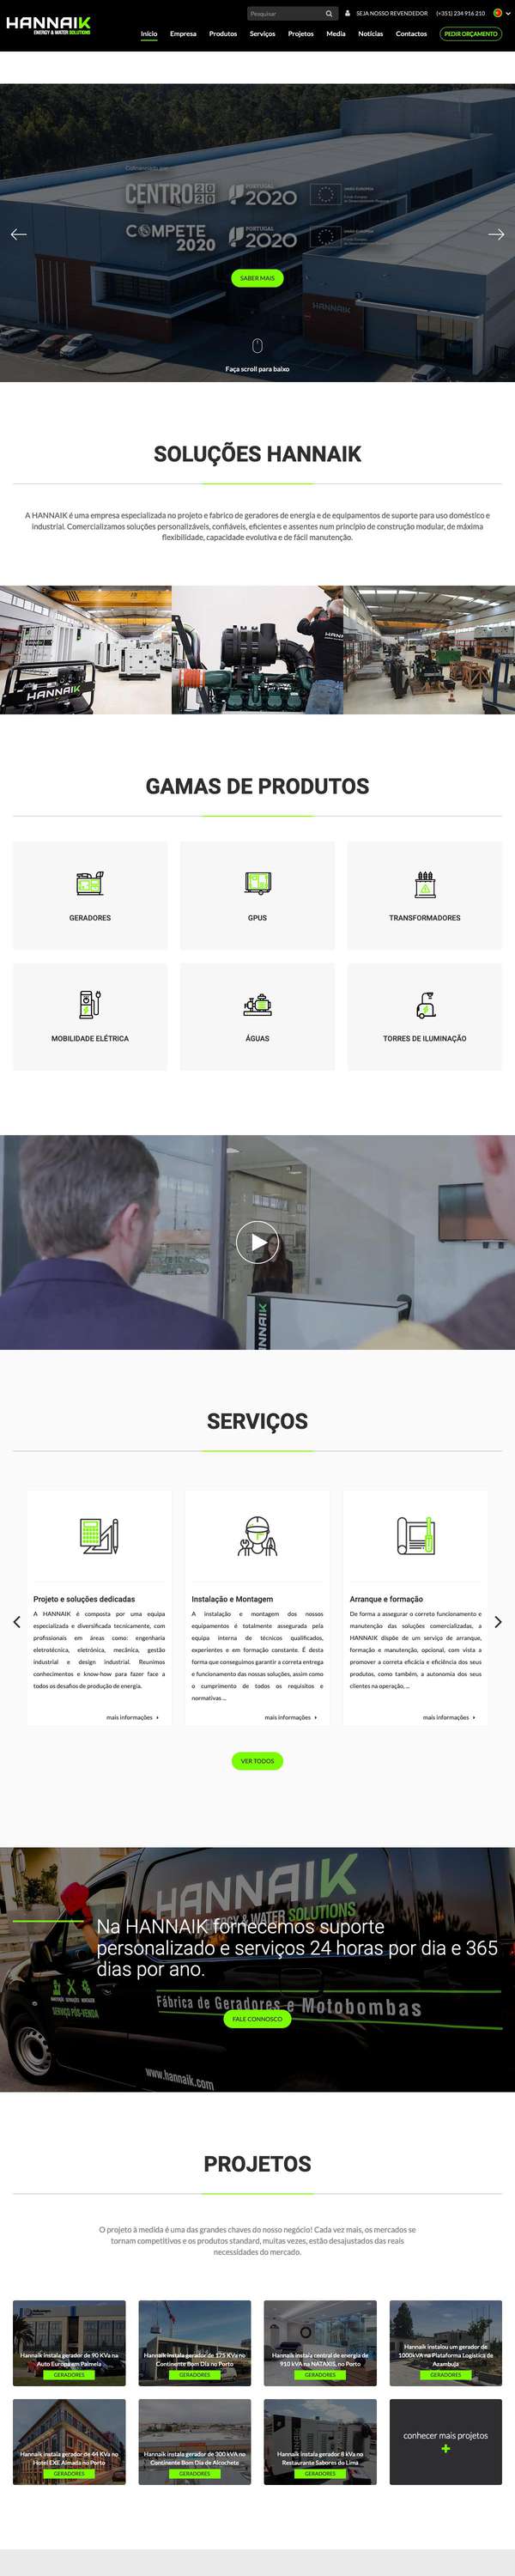 HANNAIK
ENERGY & WATER SOLUTIONS
Pesquisar
SEJA NOSSO REVENDEDOR
(+351) 234 916 210
Início
Empresa
Produtos
Serviços
Projetos
Media
Notícias
Contactos
PEDIR ORÇAMENTO
CENTRO 2020
PORTUGAL 2020
UNIÃO EUROPEIA
COMPETE 2020
PORTUGAL 2020
UNIÃO EUROPEIA
HANNAIK
SABER MAIS
Faça scroll para baixo
SOLUÇÕES HANNAIK
A HANNAIK é uma empresa especializada no projeto e fabrico de geradores de energia e de equipamentos de suporte para uso doméstico e
industrial. Comercializamos soluções personalizáveis, confiáveis, eficientes e assentes num princípio de construção modular, de máxima
flexibilidade, capacidade evolutiva e de fácil manutenção.
HANNAIK
GAMAS DE PRODUTOS
GERADORES
GPUS
TRANSFORMADORES
MOBILIDADE ELÉTRICA
ÁGUAS
TORRES DE ILUMINAÇÃO
NNAIK
SERVIÇOS
Projeto e soluções dedicadas
A HANNAIK é composta por uma equipa
especializada e diversificada tecnicamente, com
profissionais em áreas como: engenharia
eletrotécnica, eletrónica, mecânica, gestão
industrial e design industrial. Reunimos
conhecimentos e know-how para fazer face a
todos os desafios de produção de energia.
mais informações
Instalação e Montagem
A instalação e montagem dos nossos
equipamentos é totalmente assegurada pela
equipa interna de técnicos qualificados,
experientes e em formação constante. É desta
forma que conseguimos garantir a correta entrega
e funcionamento das nossas soluções, assim como
o cumprimento de todos os requisitos e
normativas ...
mais informações
Arranque e formação
De forma a assegurar o correto funcionamento e
manutenção das soluções comercializadas, a
HANNAIK dispõe de um serviço de arranque,
formação e manutenção, opcional, com vista a
promover a correta eficácia e eficiência dos seus
produtos, como também, a autonomia dos seus
clientes na operação, ...
mais informações
VER TODOS
HANNAIK
ENERGY & WATER SOLUTIONS
Na HANNAIK fornecemos suporte
personalizado e serviços 24 horas por dia e 365
dias por ano.
SERVIÇO PÓS-VENDA
Fábrica de Geradores e Motobombas
FALE CONNOSCO
www.hannaik.com
PROJETOS
O projeto à medida é uma das grandes chaves do nosso negócio! Cada vez mais, os mercados se
tornam competitivos e os produtos standard, muitas vezes, estão desajustados das reais
necessidades do mercado.
Hannaik instala gerador de 90 KVa na
Auto Europa em Palmela
GERADORES
Hannaik instala gerador de 175 KVa no
Continente Bom Dia no Porto
GERADORES
Hannaik instala central de energia de
910 kVA na NATAXIS, no Porto
GERADORES
Hannaik instalou um gerador de
1000kVA na Plataforma Logística de
Azambuja
GERADORES
Hannaik instala gerador de 44 KVa no
Hotel EXE Almada no Porto
GERADORES
Hannaik instala gerador de 300 kVA no
Continente Bom Dia de Alcochete
GERADORES
Hannaik instala gerador 8 kVa no
Restaurante Sabores do Lima
GERADORES
conhecer mais projetos
+